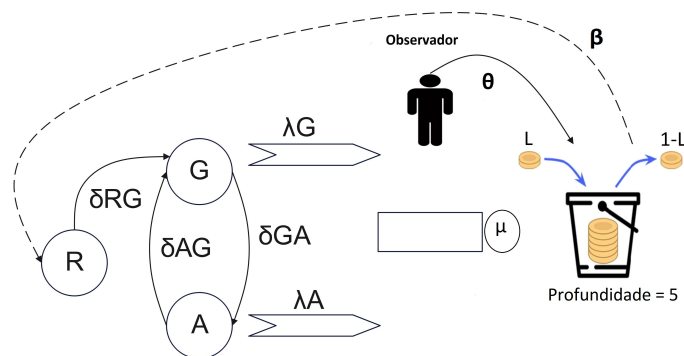 Observador
β
θ
λG
L
1-L
G
δRG
μ
δAG
δGA
R
λA
Profundidade = 5
A